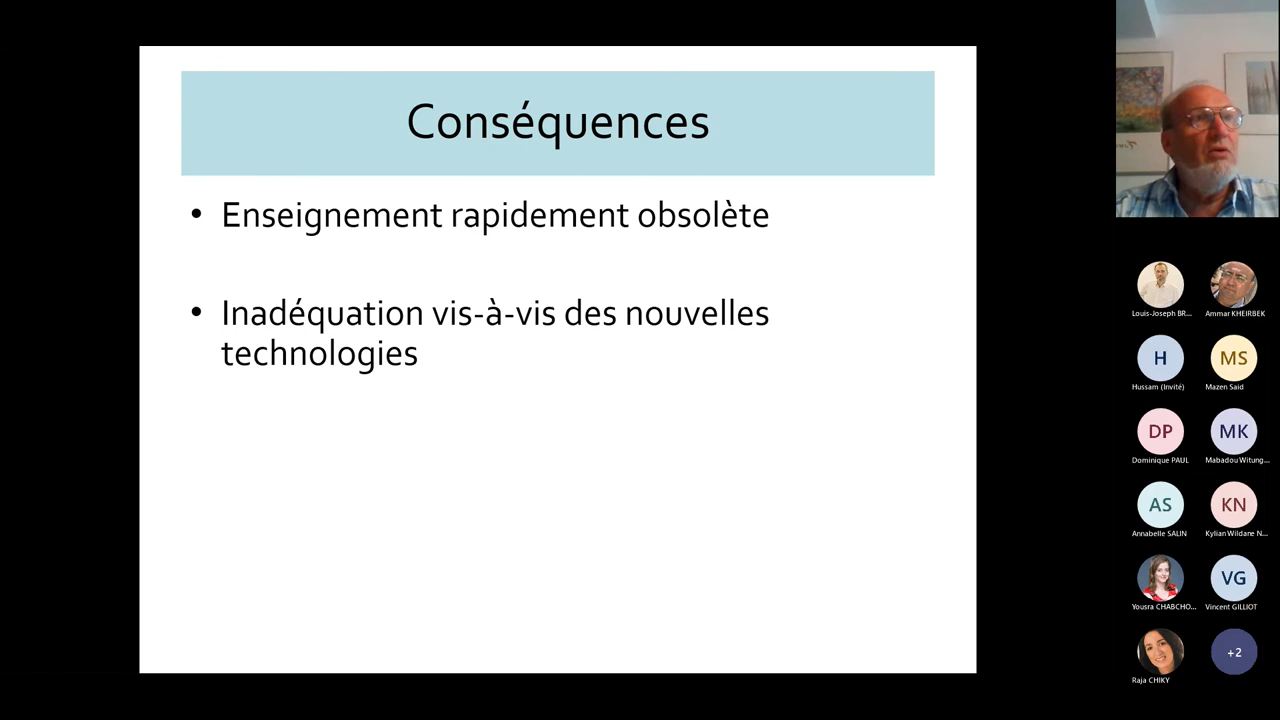 Conséquences
• Enseignement rapidement obsolète
• Inadéquation vis-à-vis des nouvelles
technologies
Louis-Joseph BR...
Ammar KHEIRBEK
H
MS
Hussam (Invité)
Mazen Said
DP
MK
Dominique PAUL
Mabadou Witung...
AS
KN
Annabelle SALIN
Kylian Wildane N...
VG
Yousra CHABCHO...
Vincent GILLIOT
+2
Raja CHIKY